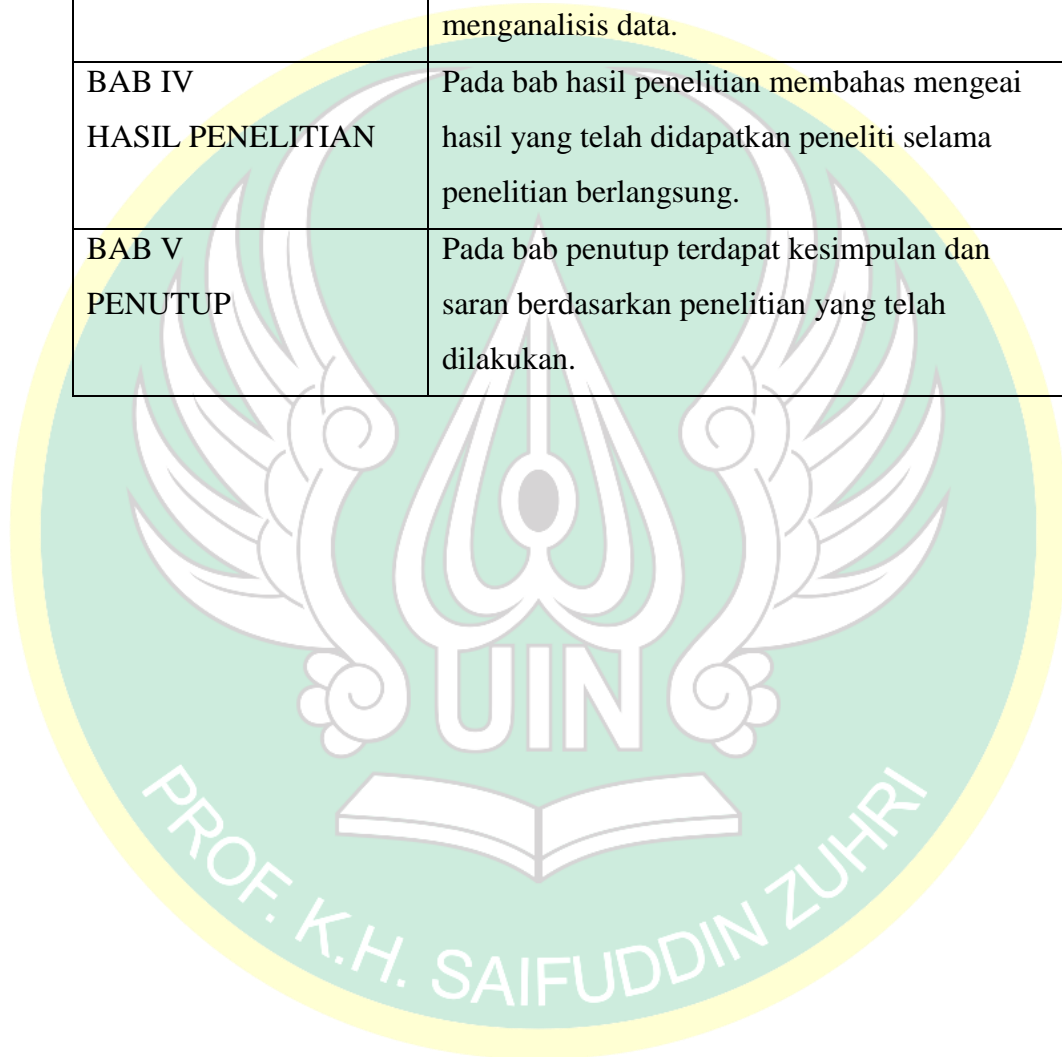 menganalisis data.
BAB IV
HASIL PENELITIAN
Pada bab hasil penelitian membahas mengeai
hasil yang telah didapatkan peneliti selama
penelitian berlangsung.
BAB V
PENUTUP
Pada bab penutup terdapat kesimpulan dan
saran berdasarkan penelitian yang telah
dilakukan.
UIN
PROF. K.H. SAIFUDDIN ZUHRI